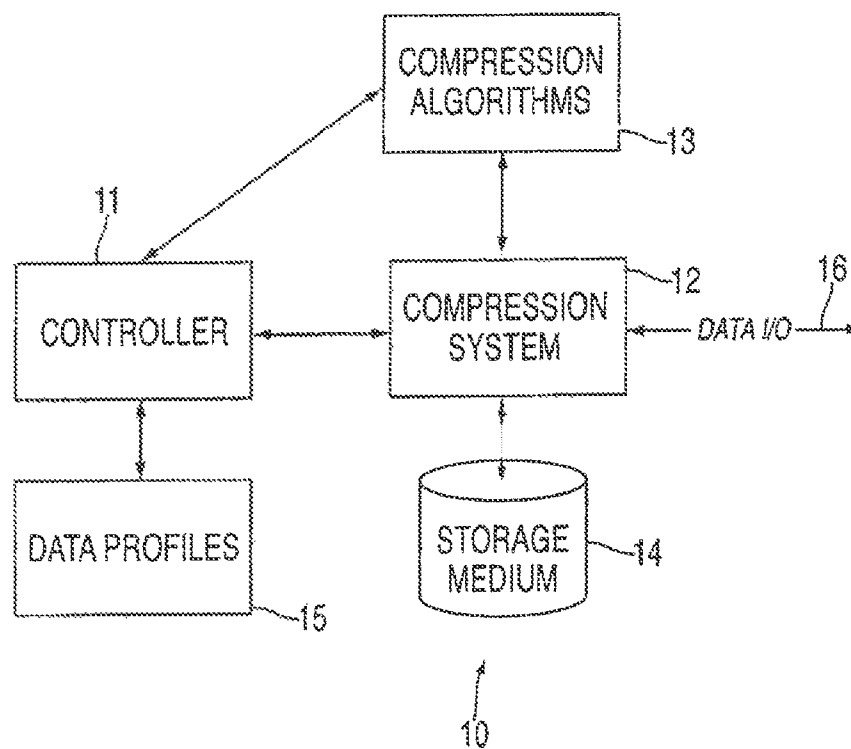 COMPRESSION
ALGORITHMS
13
11
CONTROLLER
COMPRESSION
SYSTEM
12
16
DATA I/O
DATA PROFILES
15
STORAGE
MEDIUM
14
10